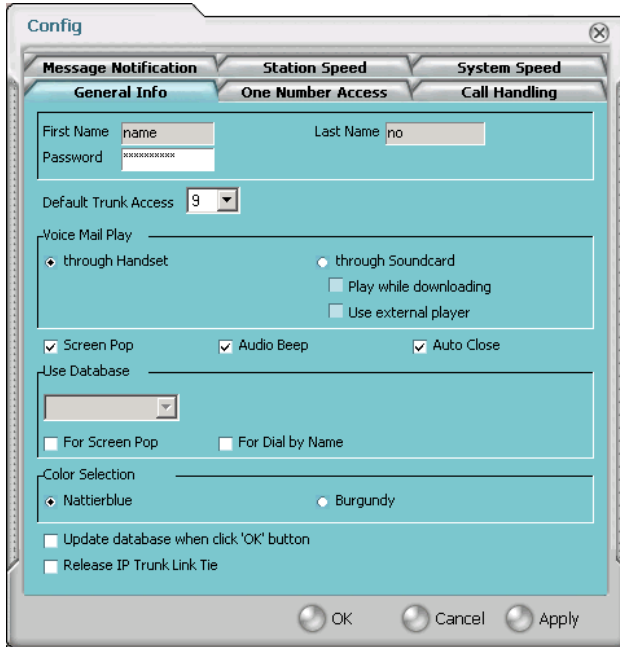 Config
Message Notification Station Speed System Speed
General Info One Number Access Call Handling
First Name name Last Name no
Password **********
Default Trunk Access 9
Voice Mail Play
through Handset through Soundcard
Play while downloading
Use external player
Screen Pop Audio Beep Auto Close
Use Database
For Screen Pop For Dial by Name
Color Selection
Nattierblue Burgundy
Update database when click 'OK' button
Release IP Trunk Link Tie
OK Cancel Apply